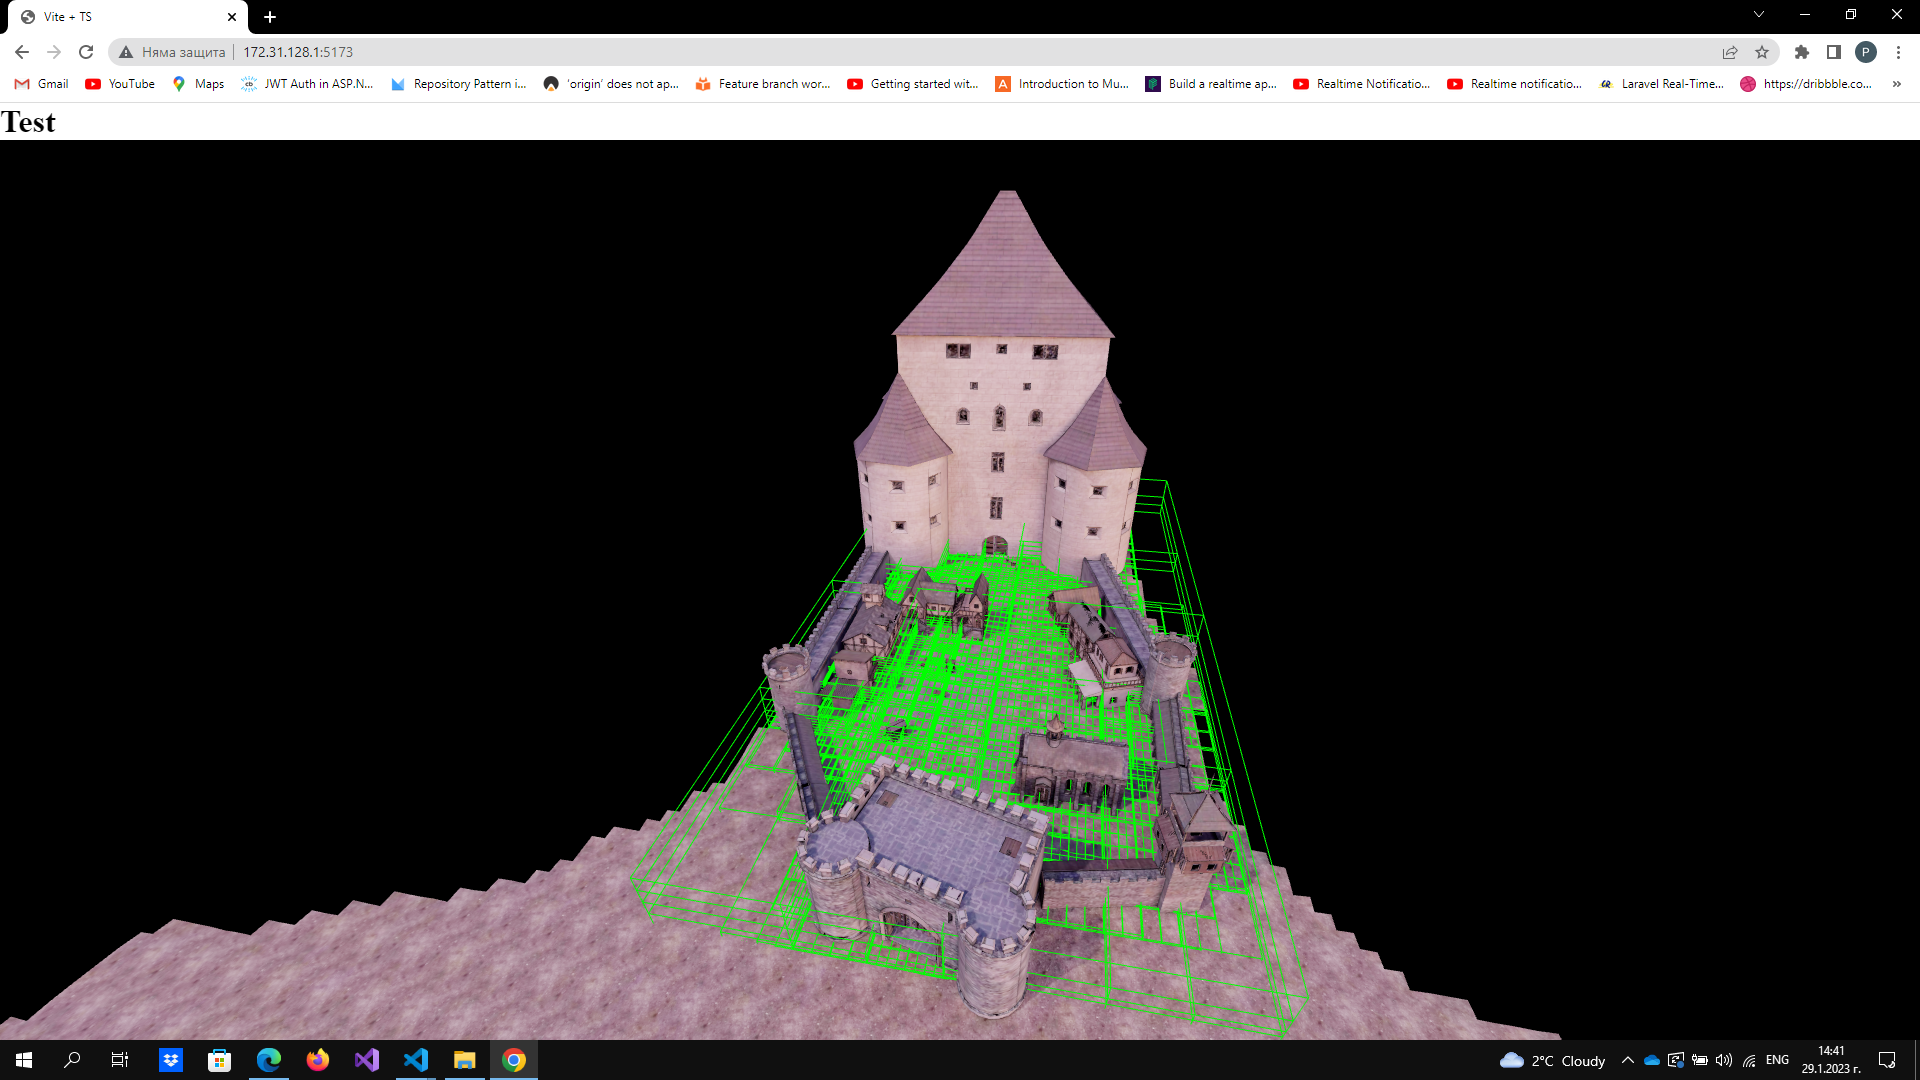 Vite + TS
Няма защита 172.31.128.1:5173
Gmail YouTube Maps JWT Auth in ASP.N... Repository Pattern i... 'origin' does not ap... Feature branch wor... Getting started wit... Introduction to Mu... Build a realtime ap... Realtime Notificatio... Realtime notificatio... Laravel Real-Time... https://dribbble.co... »
Test
2°C Cloudy ENG 14:41
29.1.2023 г.